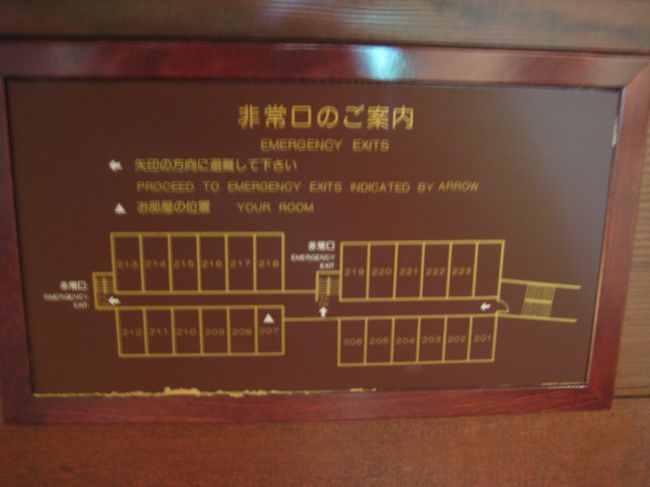 非常口のご案内
EMERGENCY EXITS
矢印の方向に避難して下さい
PROCEED TO EMERGENCY EXITS INDICATED BY ARROW
お部屋の位置 YOUR ROOM
非常口
EMERGENCY
EXIT
213 214 215 216 217 218
非常口
EMERGENCY
EXIT
219 220 221 222 223
212 211 210 209 208 207
206 205 204 203 202 201